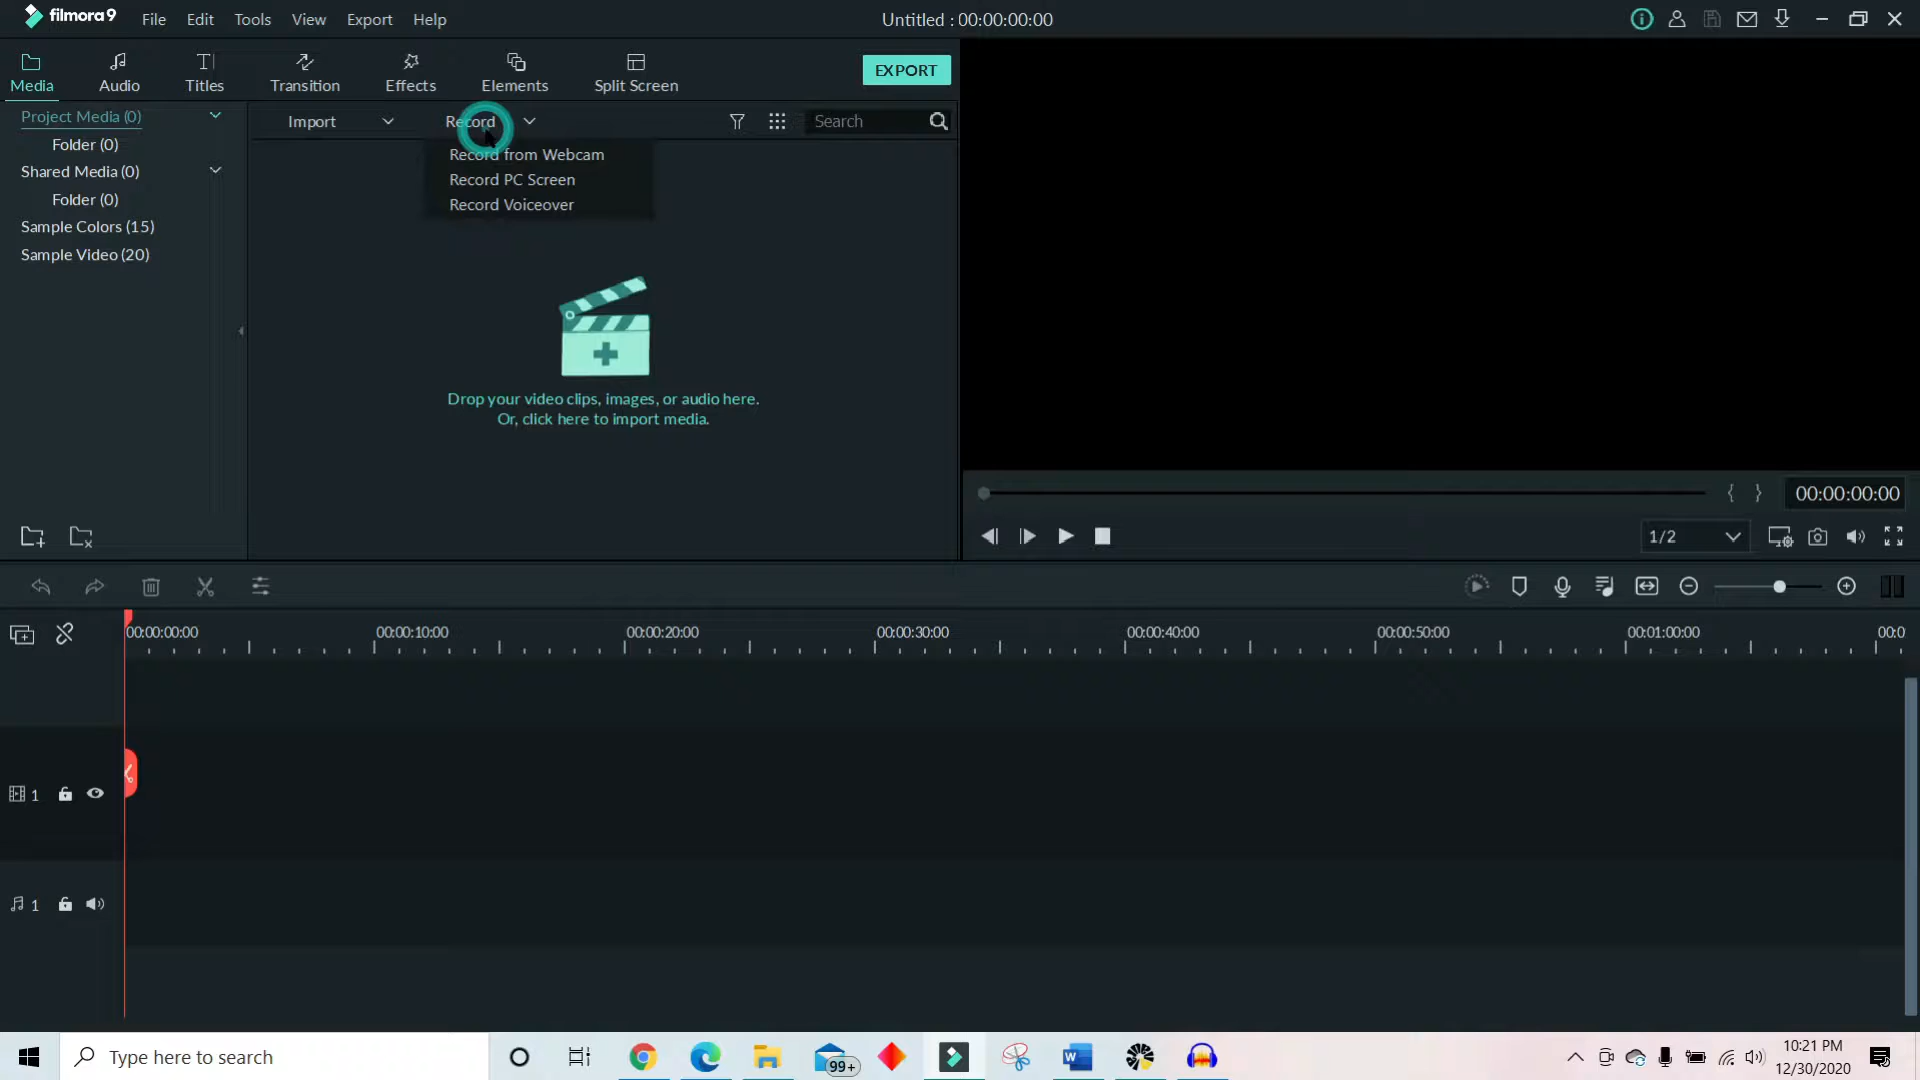 filmora9 File Edit Tools View Export Help Untitled : 00:00:00:00
Media Audio Titles Transition Effects Elements Split Screen EXPORT
Project Media (0)
Folder (0)
Shared Media (0)
Folder (0)
Sample Colors (15)
Sample Video (20)
Import Record Search
Record from Webcam
Record PC Screen
Record Voiceover
Drop your video clips, images, or audio here.
Or, click here to import media.
00:00:00:00
1/2
00:00:00:00 00:00:10:00 00:00:20:00 00:00:30:00 00:00:40:00 00:00:50:00 00:01:00:00 00:0
1
1
Type here to search
99+
10:21 PM
12/30/2020